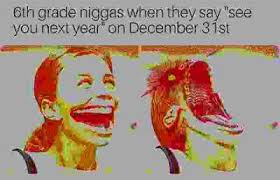 6th grade niggas when they say "see
you next year" on December 31st